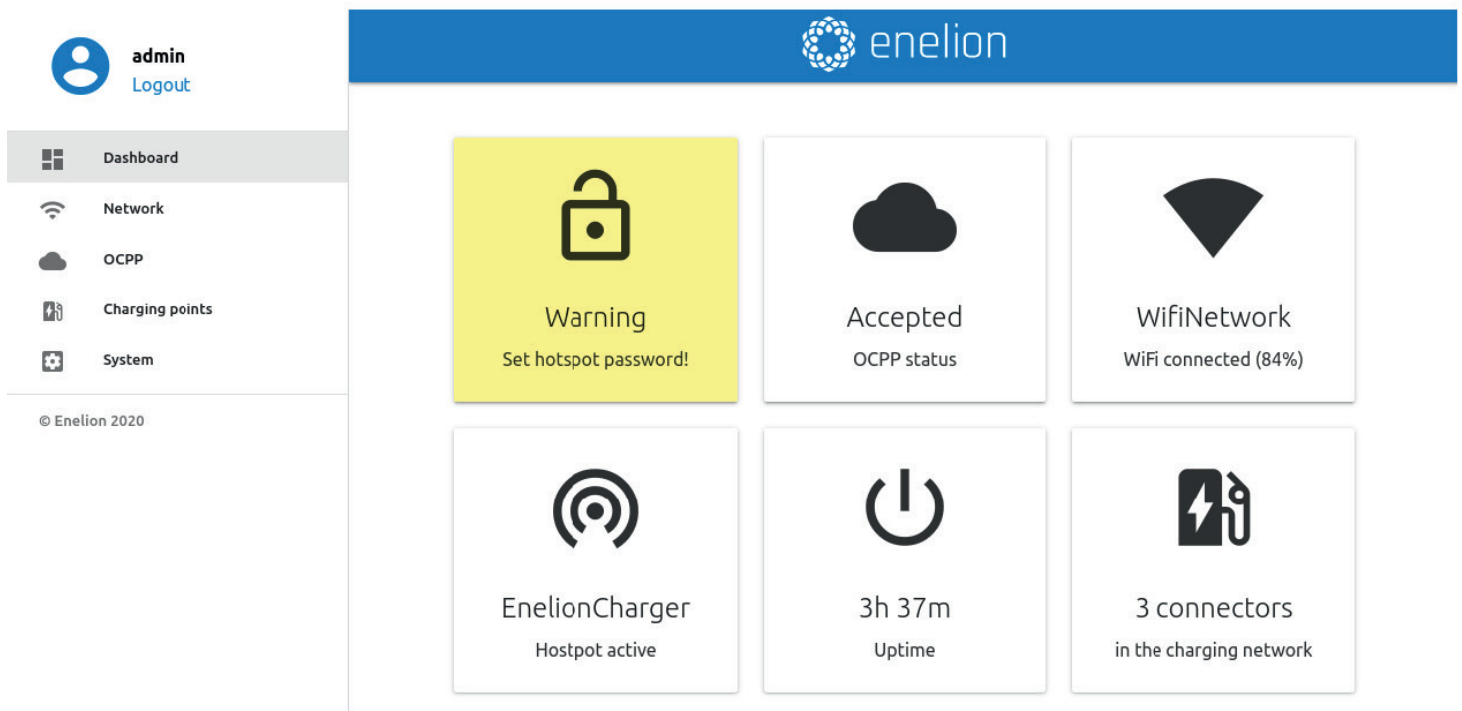 admin
Logout
Dashboard
Network
OCPP
Charging points
System
© Enelion 2020
enelion
Warning
Set hotspot password!
Accepted
OCPP status
WifiNetwork
WiFi connected (84%)
EnelionCharger
Hostpot active
3h 37m
Uptime
3 connectors
in the charging network